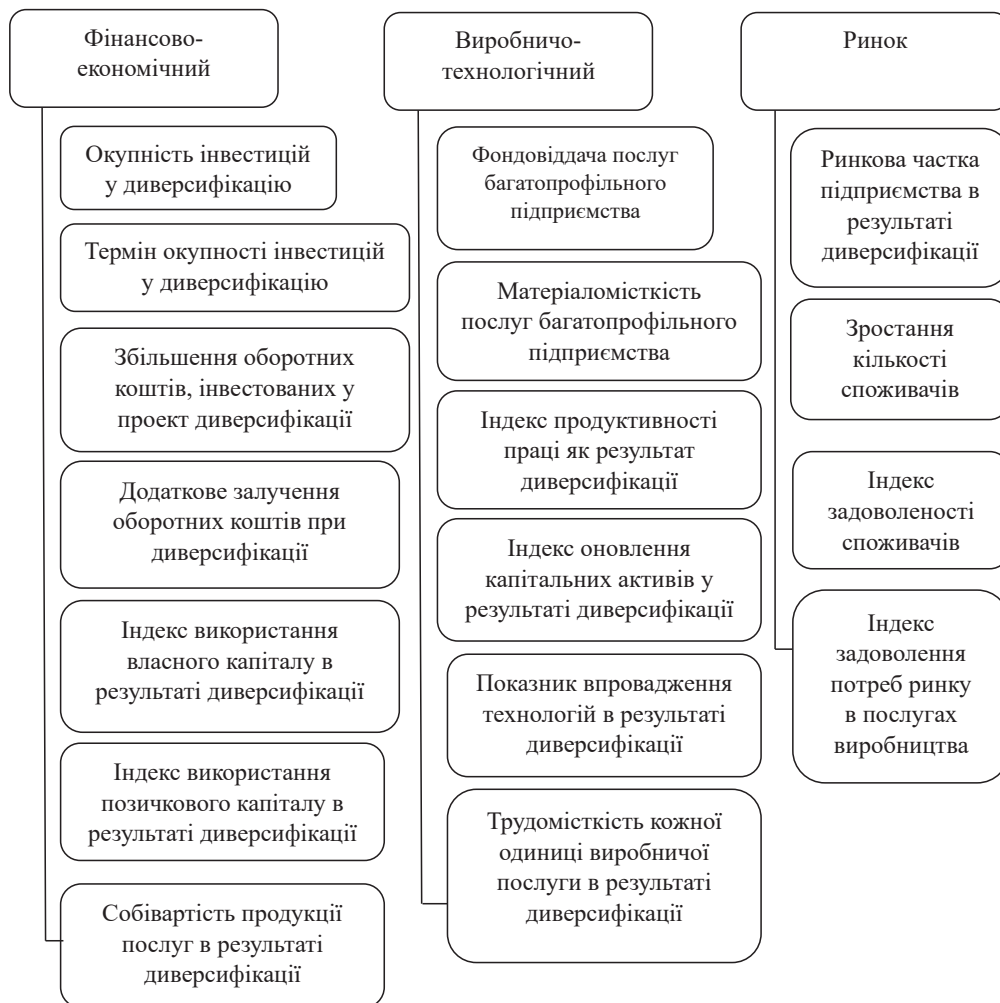 Фінансово-
економічний
Окупність інвестицій
у диверсифікацію
Термін окупності інвестицій
у диверсифікацію
Збільшення оборотних
коштів, інвестованих у
проект диверсифікації
Додаткове залучення
оборотних коштів при
диверсифікації
Індекс використання
власного капіталу в
результаті диверсифікації
Індекс використання
позичкового капіталу в
результаті диверсифікації
Собівартість продукції
послуг в результаті
диверсифікації
Виробничо-
технологічний
Фондовіддача послуг
багатопрофільного
підприємства
Матеріаломісткість
послуг багатопрофільного
підприємства
Індекс продуктивності
праці як результат
диверсифікації
Індекс оновлення
капітальних активів у
результаті диверсифікації
Показник впровадження
технологій в результаті
диверсифікації
Трудомісткість кожної
одиниці виробничої
послуги в результаті
диверсифікації
Ринок
Ринкова частка
підприємства в
результаті
диверсифікації
Зростання
кількості
споживачів
Індекс
задоволеності
споживачів
Індекс
задоволення
потреб ринку
в послугах
виробництва